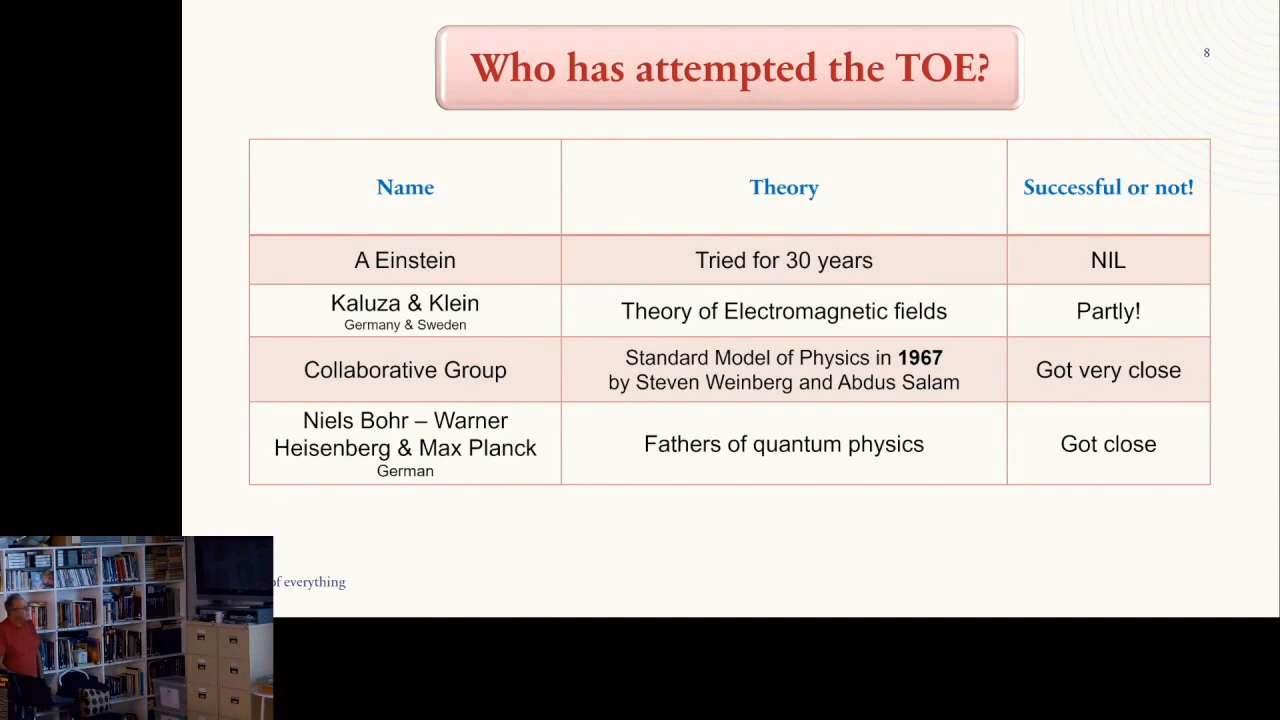 Who has attempted the TOE?
8
Name
Theory
Successful or not!
A Einstein
Tried for 30 years
NIL
Kaluza & Klein
Germany & Sweden
Theory of Electromagnetic fields
Partly!
Collaborative Group
Standard Model of Physics in 1967
by Steven Weinberg and Abdus Salam
Got very close
Niels Bohr – Warner
Heisenberg & Max Planck
German
Fathers of quantum physics
Got close
of everything